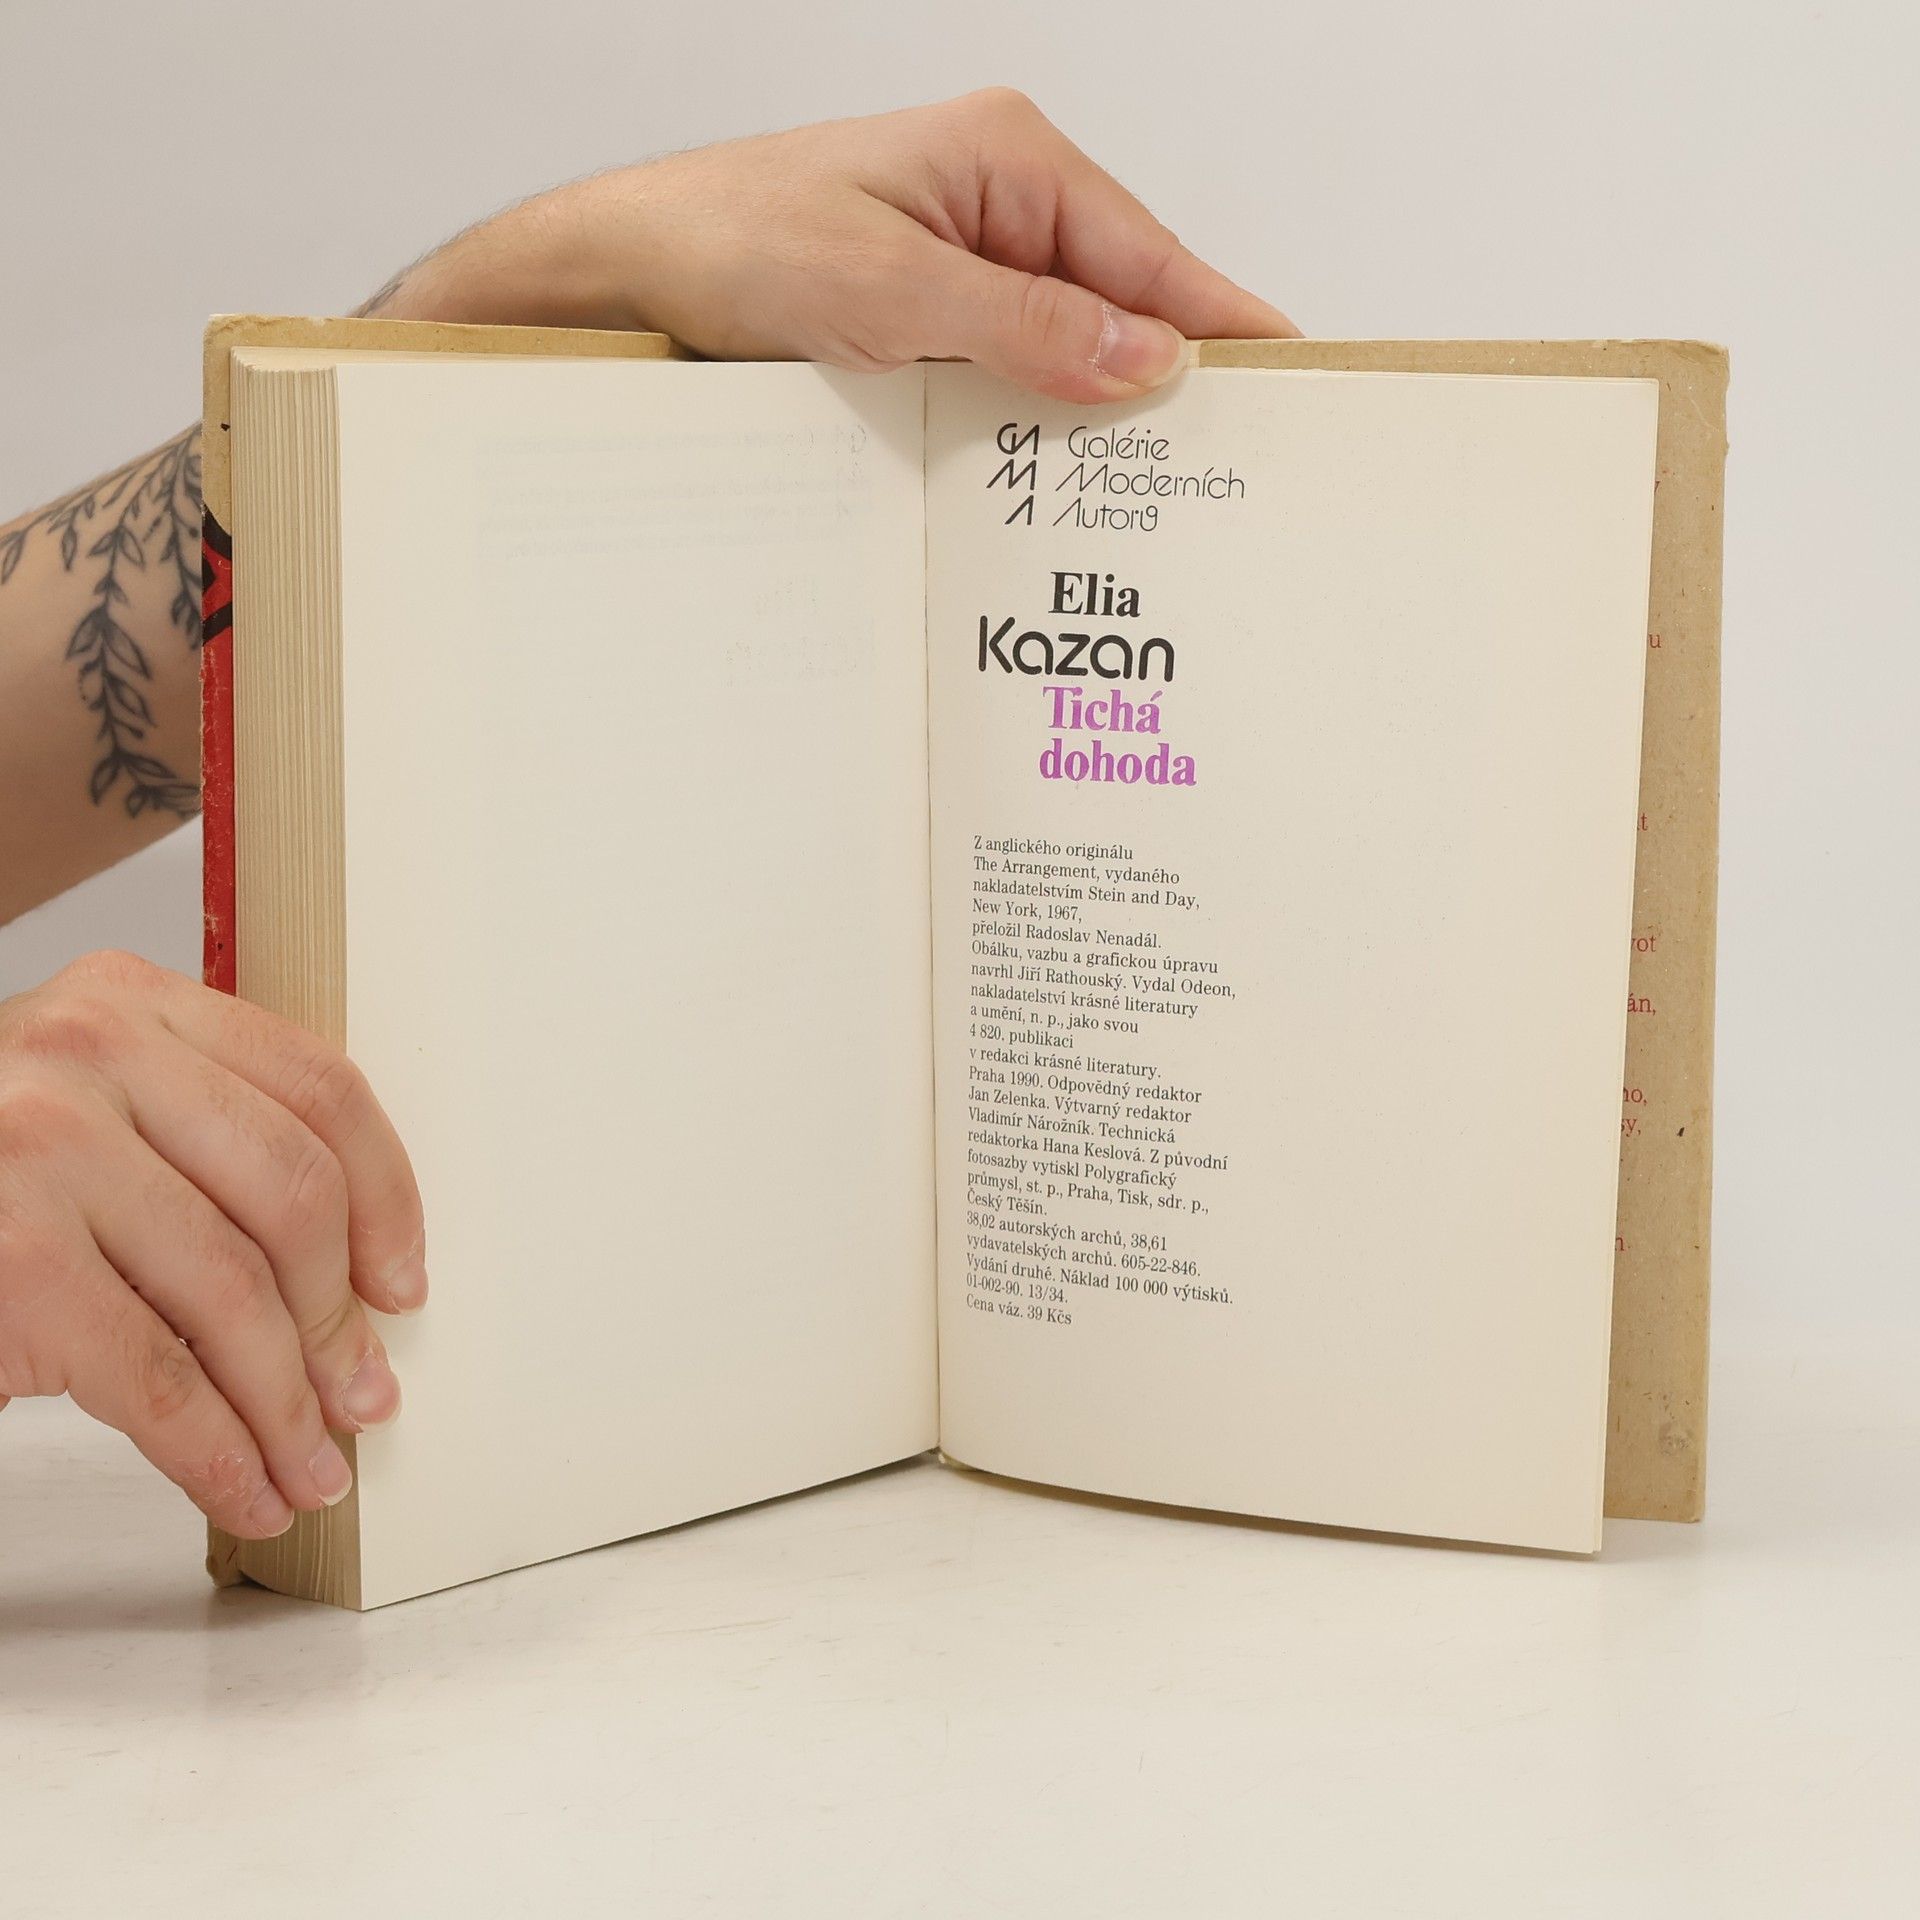 GMA
Galérie
Moderních
Autorů
Elia
Kazan
Tichá
dohoda
Z anglického originálu
The Arrangement, vydaného
nakladatelstvím Stein and Day,
New York, 1967,
přeložil Radoslav Nenadál.
Obálku, vazbu a grafickou úpravu
navrhl Jiří Rathouský. Vydal Odeon,
nakladatelství krásné literatury
a umění, n. p., jako svou
4 820. publikaci
v redakci krásné literatury.
Praha 1990. Odpovědný redaktor
Jan Zelenka. Výtvarný redaktor
Vladimír Nárožník. Technická
redaktorka Hana Keslová. Z původní
fotosazby vytiskl Polygrafický
průmysl, st. p., Praha, Tisk, sdr. p.,
Český Těšín.
38,02 autorských archů, 38,61
vydavatelských archů. 605-22-846.
Vydání druhé. Náklad 100 000 výtisků.
01-002-90. 13/34.
Cena váz. 39 Kčs